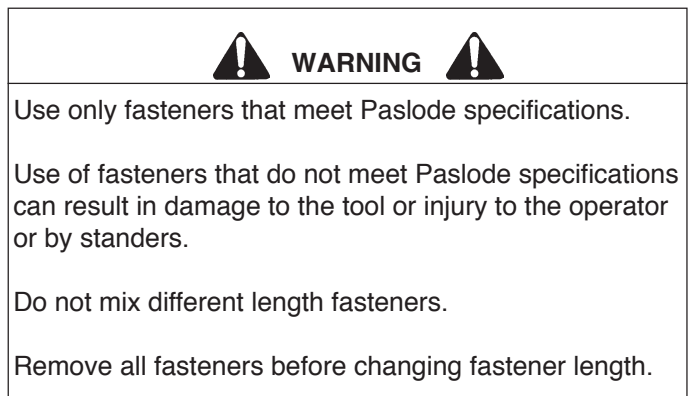 WARNING
Use only fasteners that meet Paslode specifications.
Use of fasteners that do not meet Paslode specifications
can result in damage to the tool or injury to the operator
or by standers.
Do not mix different length fasteners.
Remove all fasteners before changing fastener length.